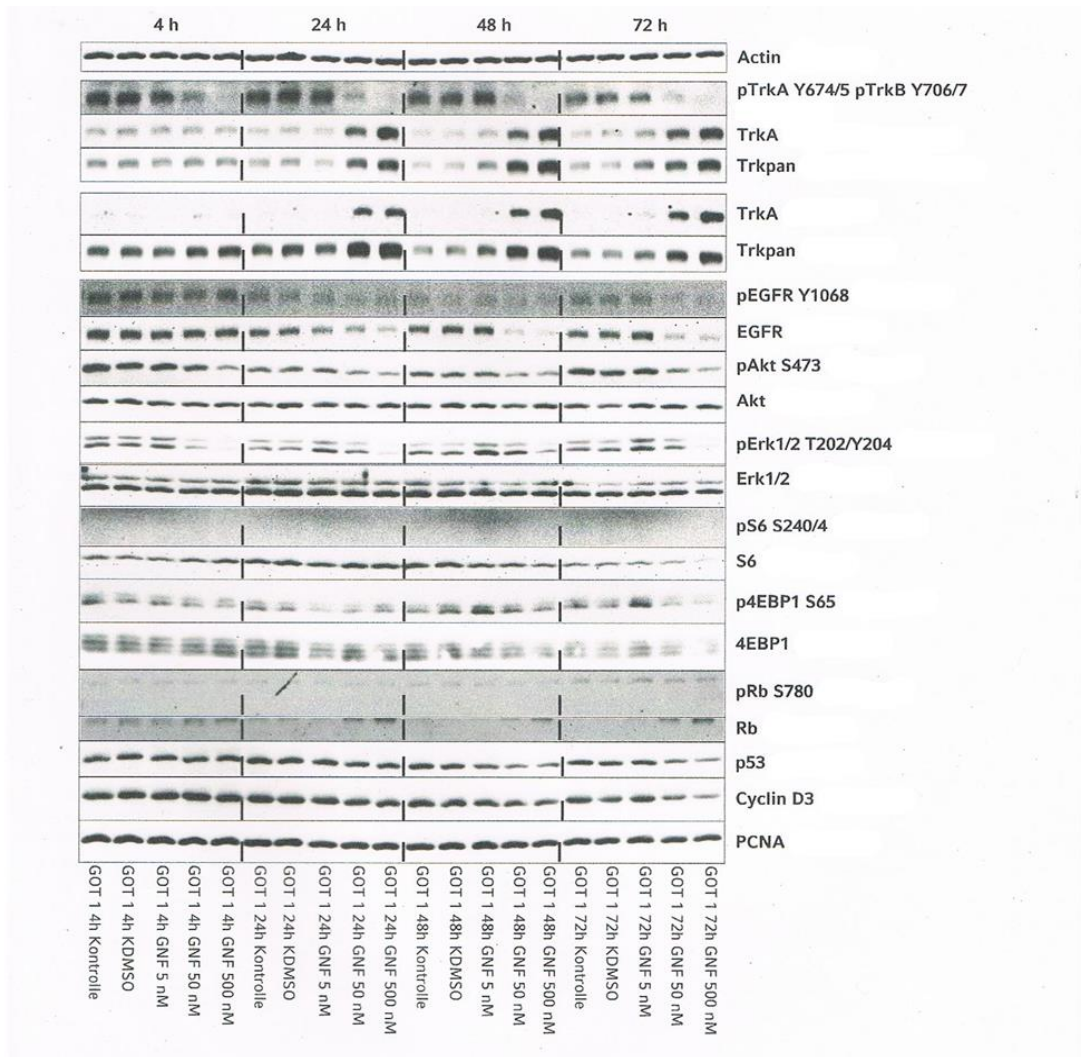 4 h 24 h 48 h 72 h
Actin
pTrkA Y674/5 pTrkB Y706/7
TrkA
Trkpan
TrkA
Trkpan
pEGFR Y1068
EGFR
pAkt S473
Akt
pErk1/2 T202/Y204
Erk1/2
pS6 S240/4
S6
p4EBP1 S65
4EBP1
pRb S780
Rb
p53
Cyclin D3
PCNA
GOT 1 4h Kontrolle
GOT 1 4h KDMSO
GOT 1 4h GNF 5 nM
GOT 1 4h GNF 50 nM
GOT 1 4h GNF 500 nM
GOT 1 24h Kontrolle
GOT 1 24h KDMSO
GOT 1 24h GNF 5 nM
GOT 1 24h GNF 50 nM
GOT 1 24h GNF 500 nM
GOT 1 48h Kontrolle
GOT 1 48h KDMSO
GOT 1 48h GNF 5 nM
GOT 1 48h GNF 50 nM
GOT 1 48h GNF 500 nM
GOT 1 72h Kontrolle
GOT 1 72h KDMSO
GOT 1 72h GNF 5 nM
GOT 1 72h GNF 50 nM
GOT 1 72h GNF 500 nM